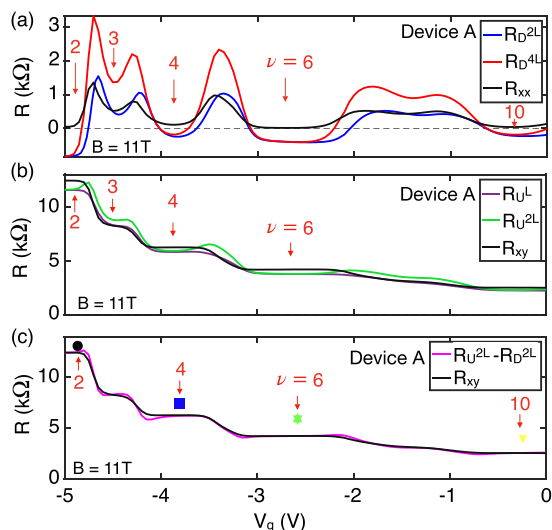 (a)
Device A
R_D^2L
R_D^4L
R_xx
2
3
4
ν = 6
10
3
2
1
0
R (kΩ)
B = 11T
(b)
Device A
R_U^L
R_U^2L
R_xy
2
3
4
ν = 6
10
5
0
R (kΩ)
B = 11T
(c)
Device A
R_U^2L-R_D^2L
R_xy
2
4
ν = 6
10
10
5
0
R (kΩ)
B = 11T
-5 -4 -3 -2 -1 0
V_g (V)